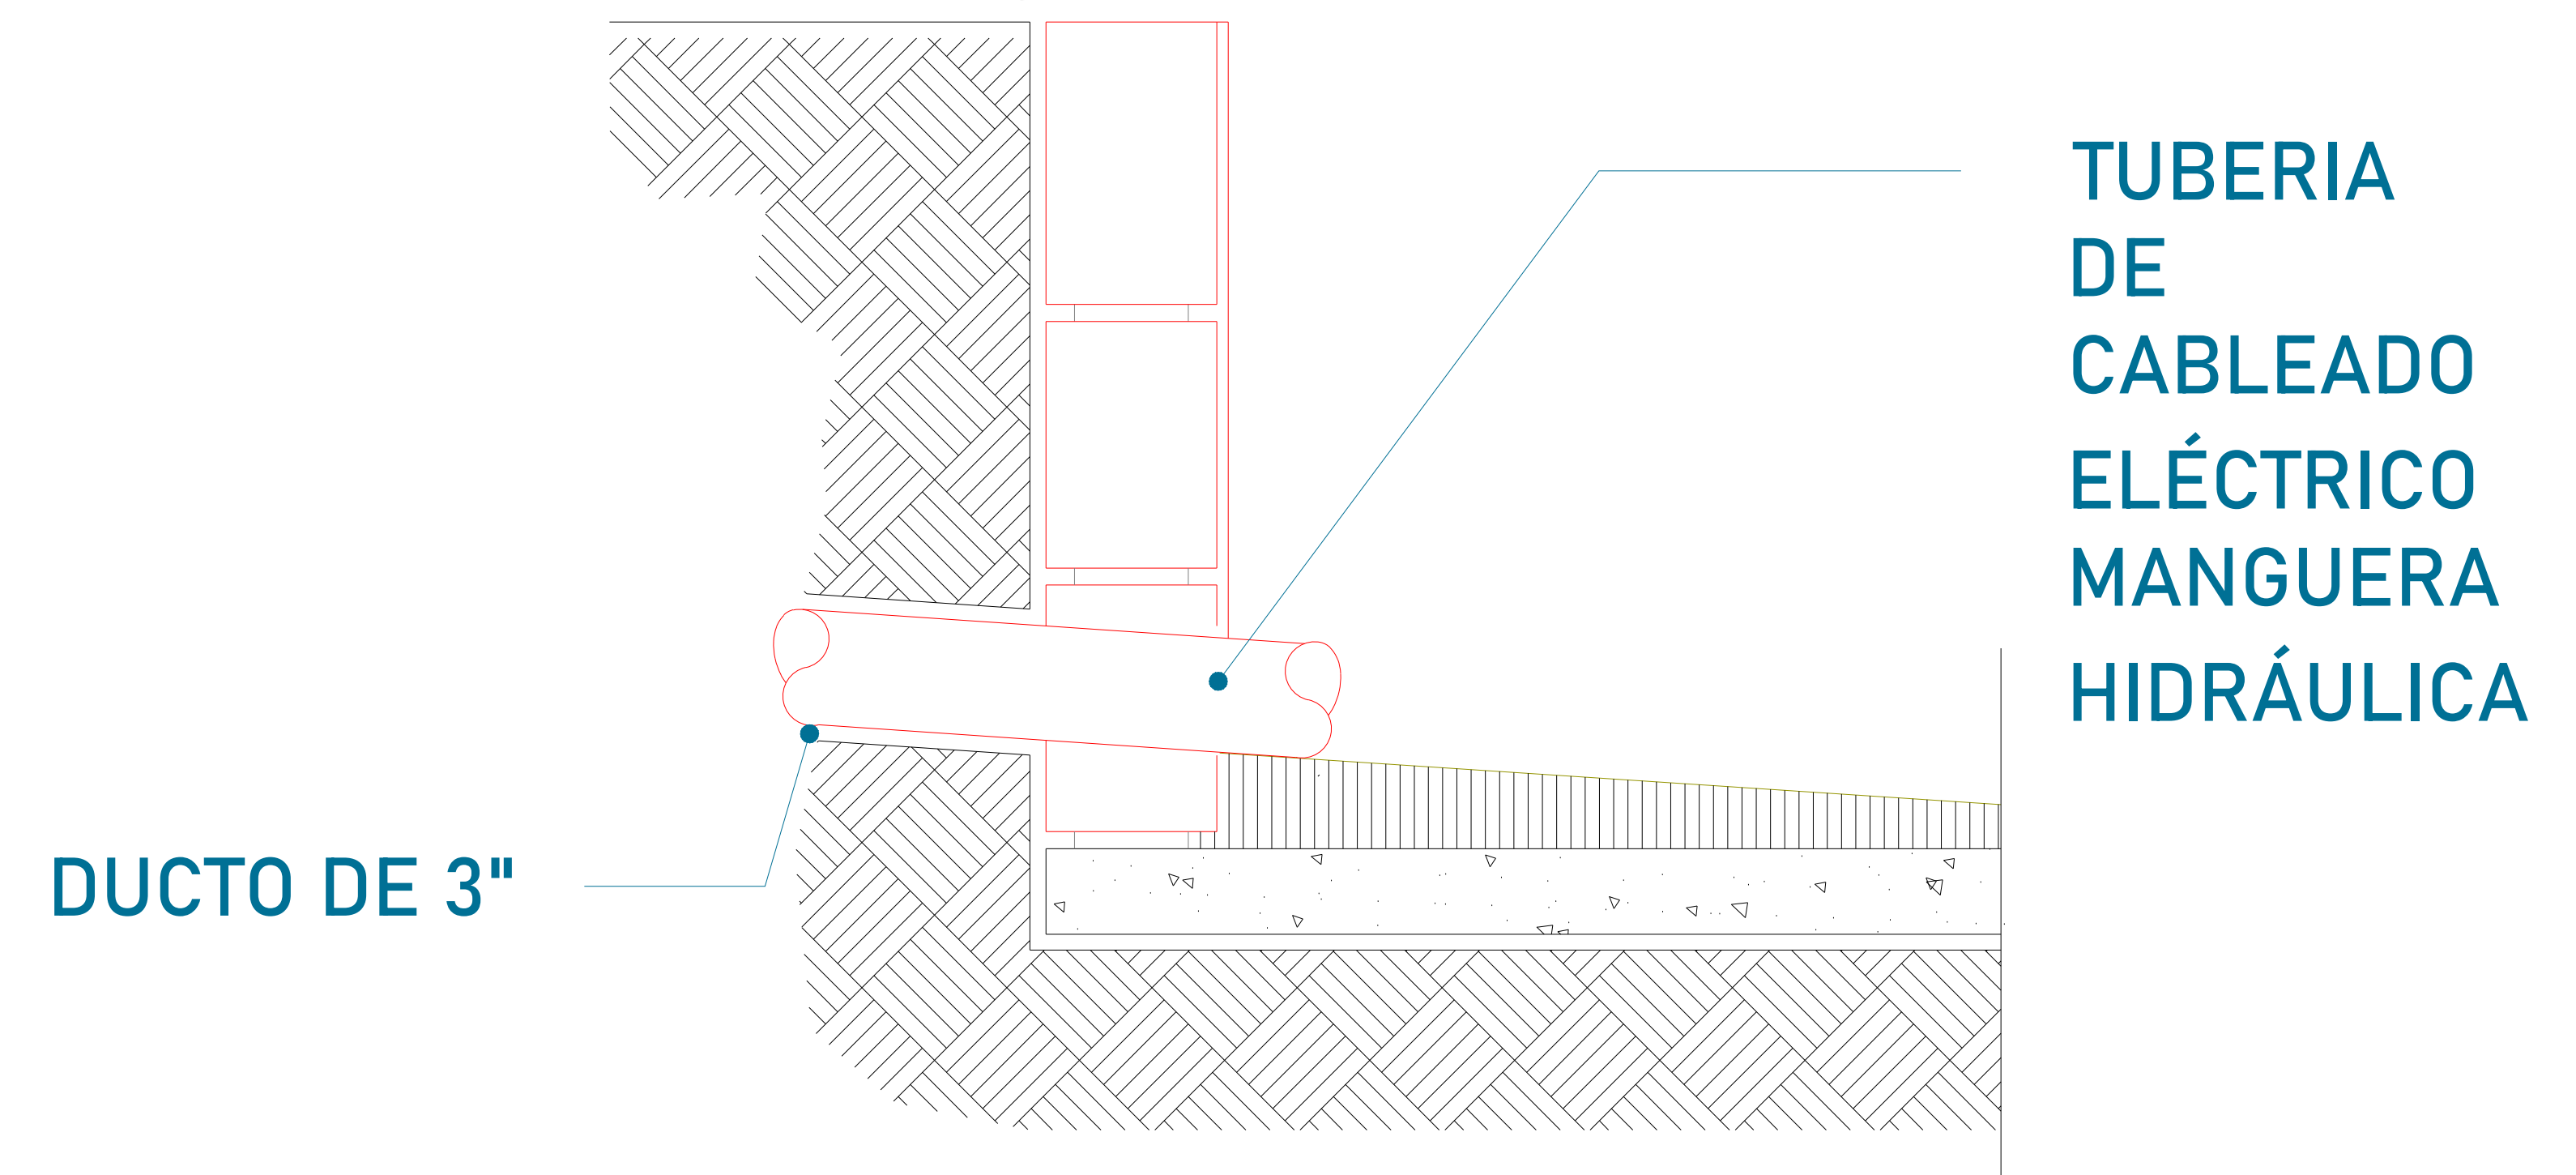 TUBERIA
DE
CABLEADO
ELÉCTRICO
MANGUERA
HIDRÁULICA
DUCTO DE 3"